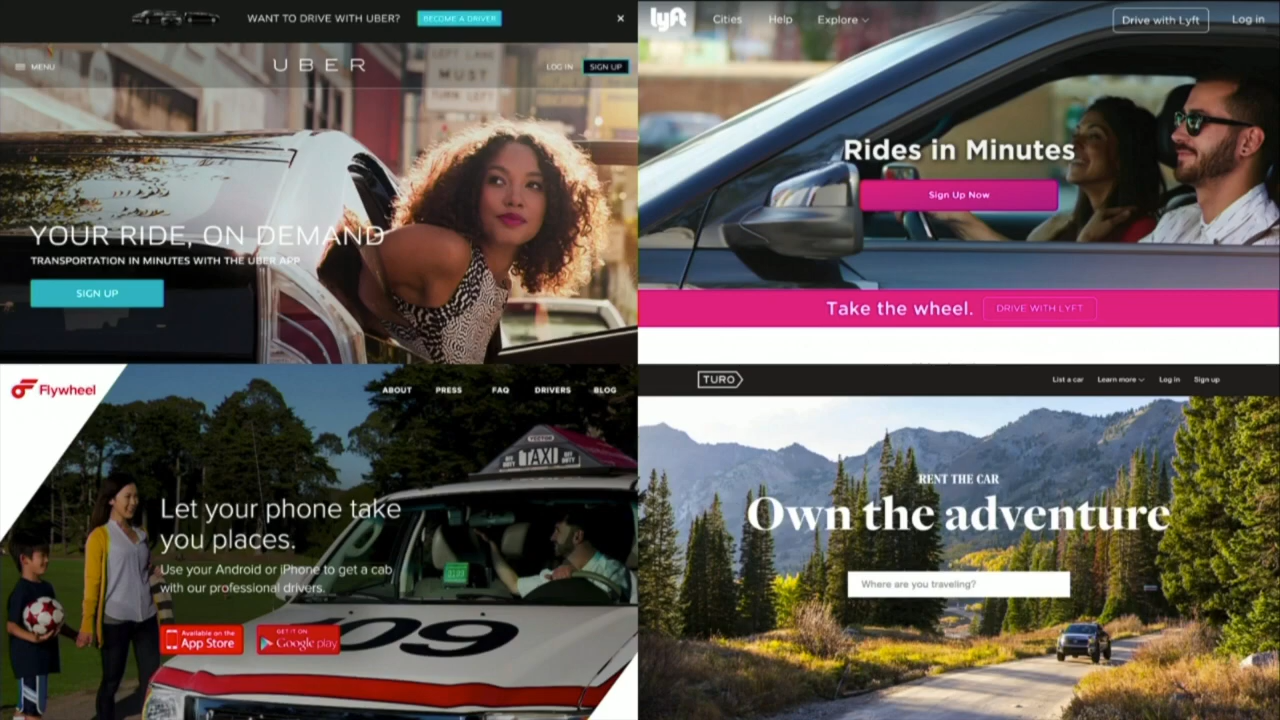 WANT TO DRIVE WITH UBER?
BECOME A DRIVER
×
MENU
UBER
LOG IN
SIGN UP
LEFT LANE
MUST
TURN LEFT
YOUR RIDE, ON DEMAND
TRANSPORTATION IN MINUTES WITH THE UBER APP
SIGN UP
lyft
Cities
Help
Explore
Drive with Lyft
Log in
Rides in Minutes
Sign Up Now
Take the wheel.
DRIVE WITH LYFT
Flywheel
ABOUT
PRESS
FAQ
DRIVERS
BLOG
OFF DUTY
TAXI
OFF DUTY
Let your phone take
you places.
Use your Android or iPhone to get a cab
with our professional drivers.
Available on the
App Store
GET IT ON
Google play
109
TURO
List a car
Learn more
Log in
Sign up
RENT THE CAR
Own the adventure
Where are you traveling?